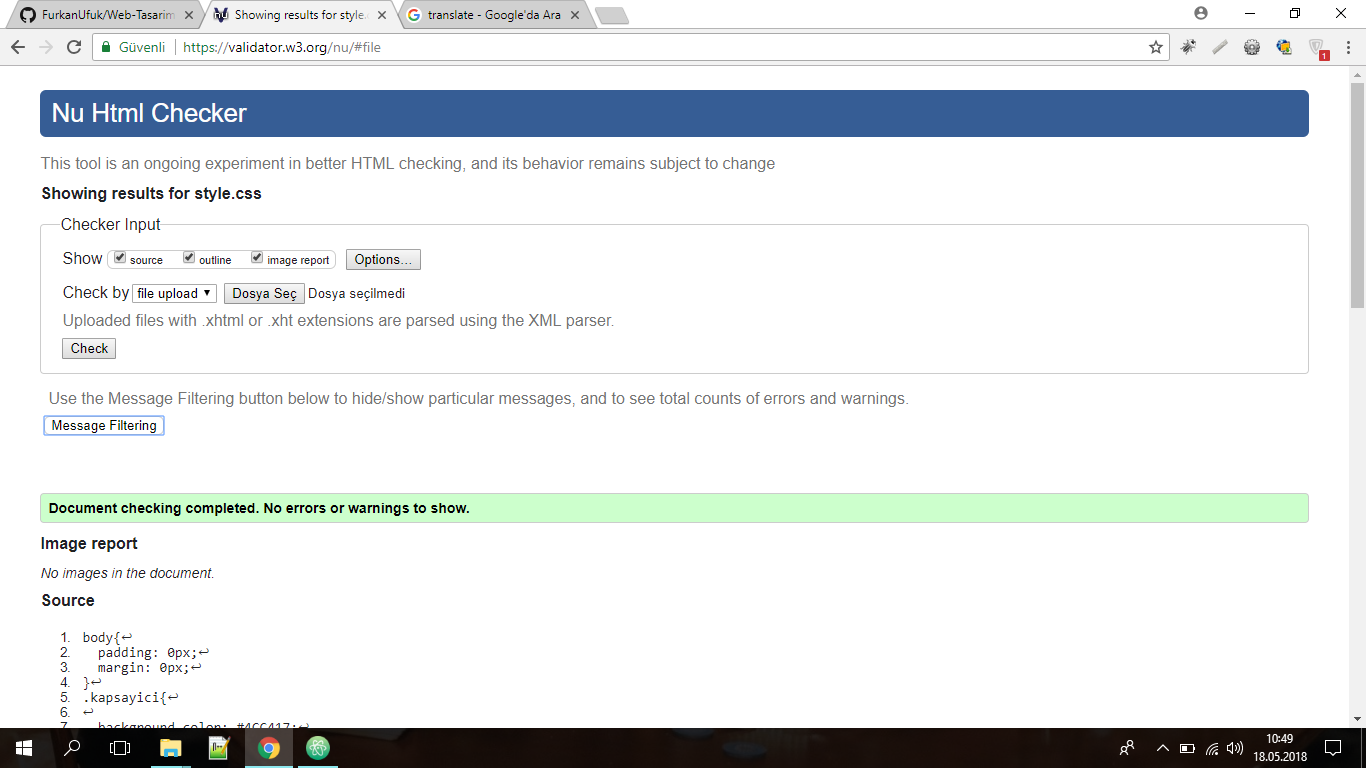 FurkanUfuk/Web-Tasarim
Showing results for style.c
translate - Google'da Ara
Güvenli
https://validator.w3.org/nu/#file
1
Nu Html Checker
This tool is an ongoing experiment in better HTML checking, and its behavior remains subject to change
Showing results for style.css
Checker Input
Show source outline image report Options...
Check by file upload ▼ Dosya Seç Dosya seçilmedi
Uploaded files with .xhtml or .xht extensions are parsed using the XML parser.
Check
Use the Message Filtering button below to hide/show particular messages, and to see total counts of errors and warnings.
Message Filtering
Document checking completed. No errors or warnings to show.
Image report
No images in the document.
Source
1. body{↩
2. padding: 0px;↩
3. margin: 0px;↩
4. }↩
5. .kapsayici{↩
6. ↩
7. background-color: #4CC417;↩
10:49
18.05.2018